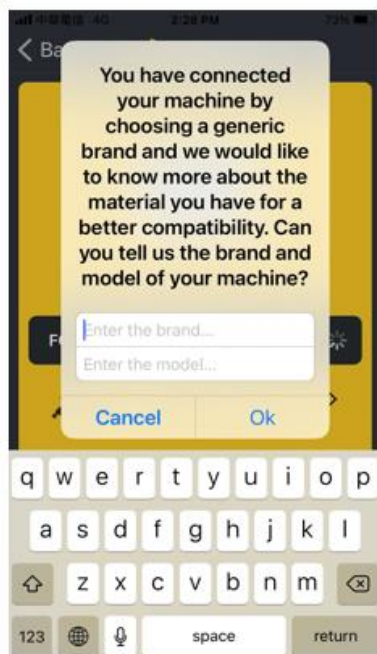 4G 2:28 PM
Ba
You have connected
your machine by
choosing a generic
brand and we would like
to know more about the
material you have for a
better compatibility. Can
you tell us the brand and
model of your machine?
Enter the brand...
Enter the model...
Cancel Ok
q w e r t y u i o p
a s d f g h j k l
z x c v b n m
123 space return